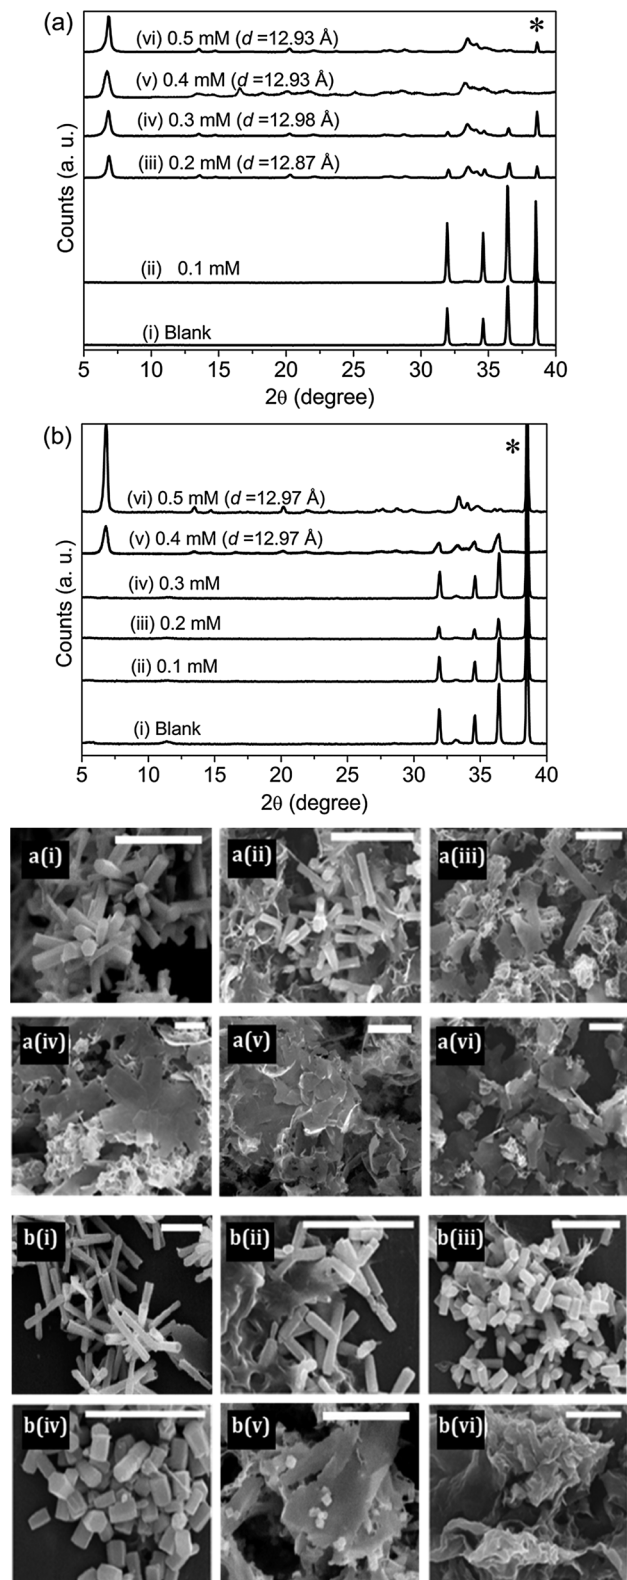 (a)
*
(vi) 0.5 mM (d =12.93 Å)
(v) 0.4 mM (d =12.93 Å)
(iv) 0.3 mM (d =12.98 Å)
(iii) 0.2 mM (d =12.87 Å)
(ii) 0.1 mM
(i) Blank
Counts (a. u.)
5 10 15 20 25 30 35 40
2θ (degree)
(b)
*
(vi) 0.5 mM (d =12.97 Å)
(v) 0.4 mM (d =12.97 Å)
(iv) 0.3 mM
(iii) 0.2 mM
(ii) 0.1 mM
(i) Blank
Counts (a. u.)
5 10 15 20 25 30 35 40
2θ (degree)
a(i) a(ii) a(iii)
a(iv) a(v) a(vi)
b(i) b(ii) b(iii)
b(iv) b(v) b(vi)